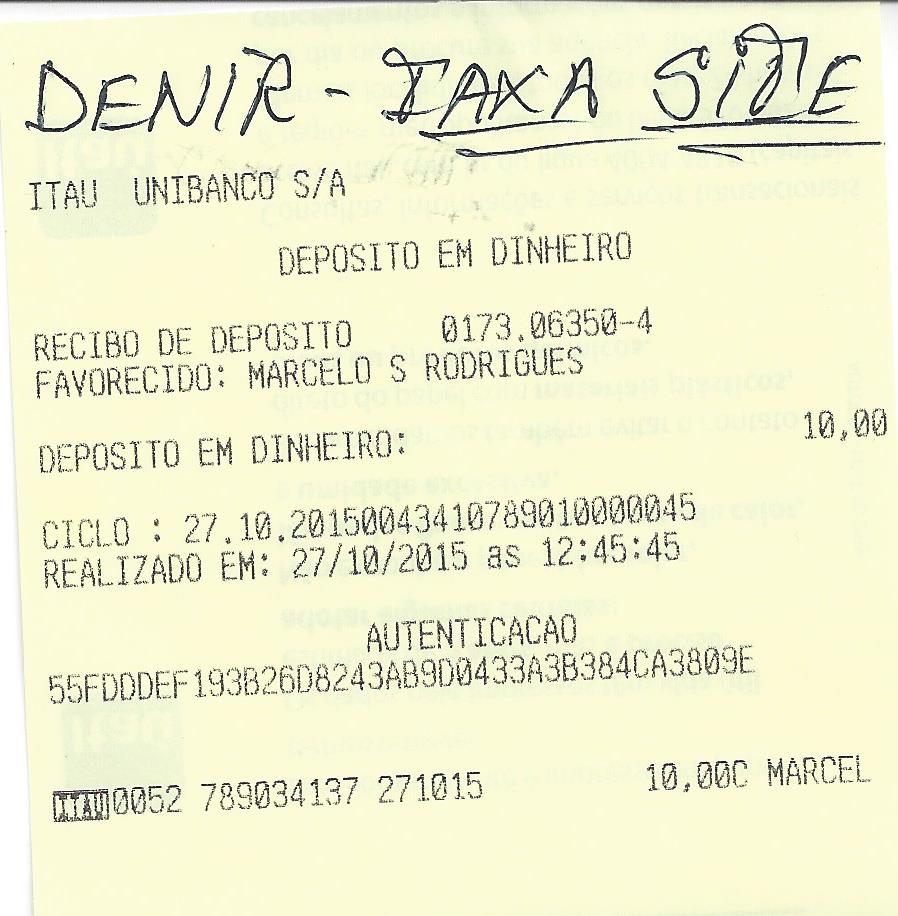 DENIR - TAXA SITE
ITAU UNIBANCO S/A
DEPOSITO EM DINHEIRO
RECIBO DE DEPOSITO 0173.06350-4
FAVORECIDO: MARCELO S RODRIGUES
DEPOSITO EM DINHEIRO: 10,00
CICLO : 27.10.2015004341078901000045
REALIZADO EM: 27/10/2015 as 12:45:45
AUTENTICACAO
55FDDDEF193B26D8243AB9D0433A3B384CA3809E
ITAU0052 789034137 271015 10,00C MARCEL